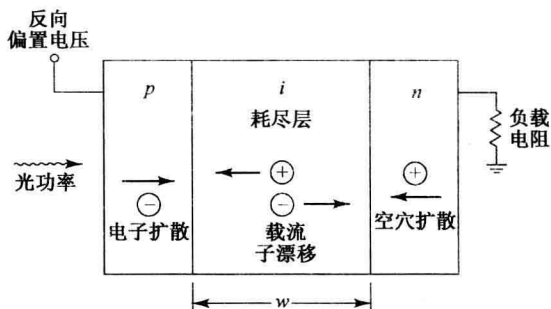 反向
偏置电压
p
i
n
耗尽层
负载
电阻
光功率
+
+
−
−
电子扩散
载流
子漂移
空穴扩散
w